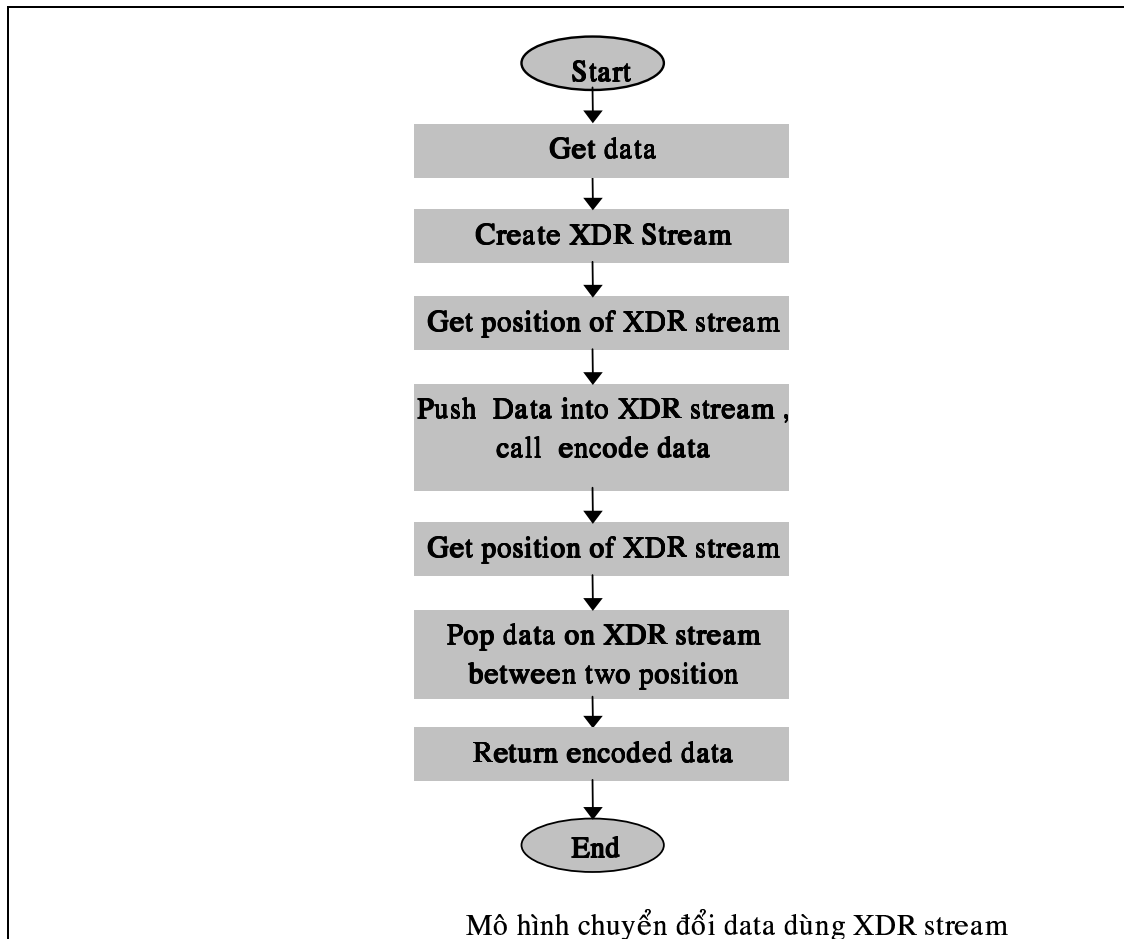 Start
Get data
Create XDR Stream
Get position of XDR stream
Push Data into XDR stream ,
call encode data
Get position of XDR stream
Pop data on XDR stream
between two position
Return encoded data
End
Mô hình chuyển đổi data dùng XDR stream